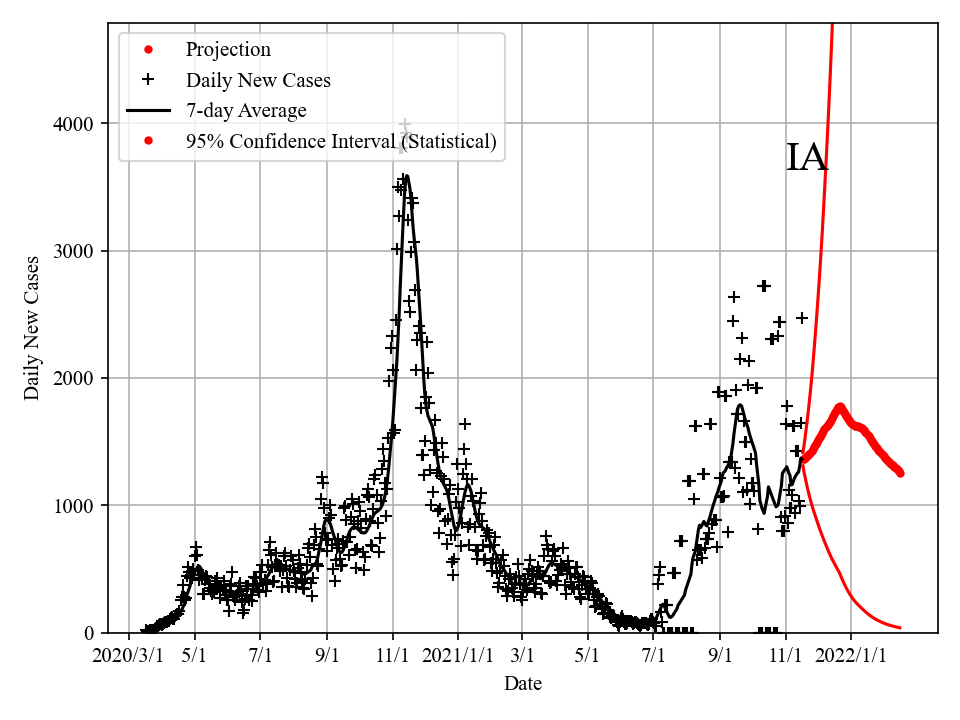 Projection
Daily New Cases
7-day Average
95% Confidence Interval (Statistical)
IA
Daily New Cases
4000
3000
2000
1000
0
2020/3/1 5/1 7/1 9/1 11/1 2021/1/1 3/1 5/1 7/1 9/1 11/1 2022/1/1
Date